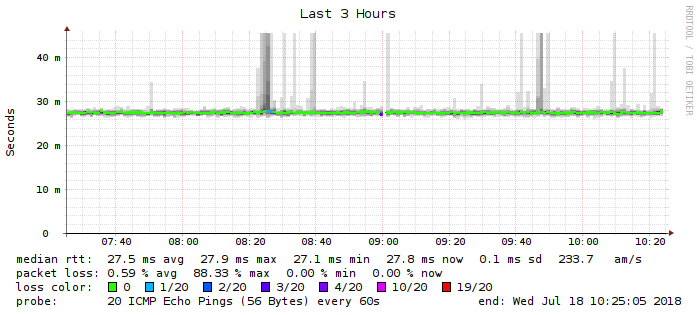 Last 3 Hours
RRDTOOL / TOBI OETIKER
Seconds
40 m
30 m
20 m
10 m
0
07:40 08:00 08:20 08:40 09:00 09:20 09:40 10:00 10:20
median rtt: 27.5 ms avg 27.9 ms max 27.1 ms min 27.8 ms now 0.1 ms sd 233.7 am/s
packet loss: 0.59 % avg 88.33 % max 0.00 % min 0.00 % now
loss color: 0 1/20 2/20 3/20 4/20 10/20 19/20
probe: 20 ICMP Echo Pings (56 Bytes) every 60s end: Wed Jul 18 10:25:05 2018